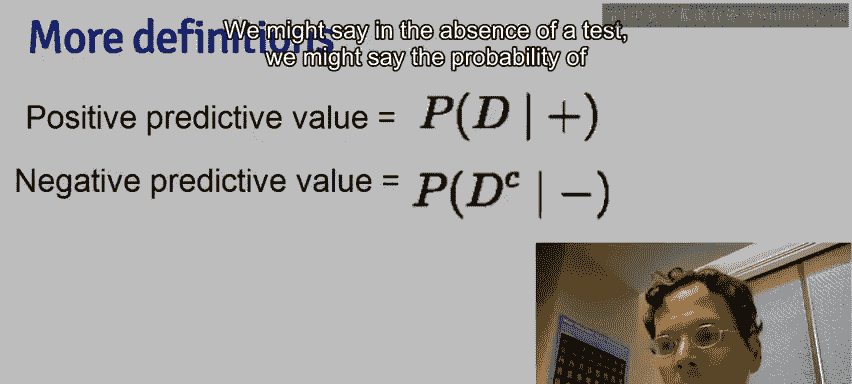 More definitions
We might say in the absence of a test,
we might say the probability of
Positive predictive value = P(D | +)
Negative predictive value = P(Dᶜ | −)